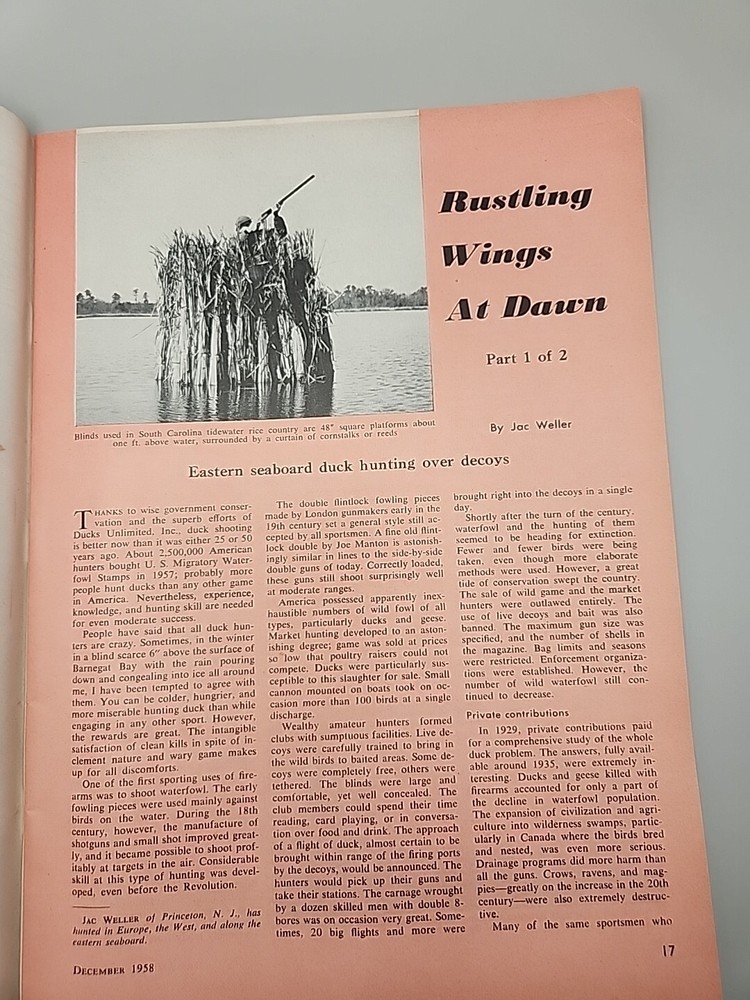 Rustling
Wings
At Dawn
Part 1 of 2
By Jac Weller
Blinds used in South Carolina tidewater rice country are 48" square platforms about
one ft. above water, surrounded by a curtain of cornstalks or reeds
Eastern seaboard duck hunting over decoys
THANKS to wise government conser-
vation and the superb efforts of
Ducks Unlimited, Inc., duck shooting
is better now than it was either 25 or 50
years ago. About 2,500,000 American
hunters bought U. S. Migratory Water-
fowl Stamps in 1957; probably more
people hunt ducks than any other game
in America. Nevertheless, experience,
knowledge, and hunting skill are needed
for even moderate success.
People have said that all duck hun-
ters are crazy. Sometimes, in the winter
in a blind scarce 6" above the surface of
Barnegat Bay with the rain pouring
down and congealing into ice all around
me, I have been tempted to agree with
them. You can be colder, hungrier, and
more miserable hunting duck than while
engaging in any other sport. However,
the rewards are great. The intangible
satisfaction of clean kills in spite of in-
clement nature and wary game makes
up for all discomforts.
One of the first sporting uses of fire-
arms was to shoot waterfowl. The early
fowling pieces were used mainly against
birds on the water. During the 18th
century, however, the manufacture of
shotguns and small shot improved great-
ly, and it became possible to shoot prof-
itably at targets in the air. Considerable
skill at this type of hunting was devel-
oped, even before the Revolution.
JAC WELLER of Princeton, N. J., has
hunted in Europe, the West, and along the
eastern seaboard.
The double flintlock fowling pieces
made by London gunmakers early in the
19th century set a general style still ac-
cepted by all sportsmen. A fine old flint-
lock double by Joe Manton is astonish-
ingly similar in lines to the side-by-side
double guns of today. Correctly loaded,
these guns still shoot surprisingly well
at moderate ranges.
America possessed apparently inex-
haustible numbers of wild fowl of all
types, particularly ducks and geese.
Market hunting developed to an aston-
ishing degree; game was sold at prices
so low that poultry raisers could not
compete. Ducks were particularly sus-
ceptible to this slaughter for sale. Small
cannon mounted on boats took on oc-
casion more than 100 birds at a single
discharge.
Wealthy amateur hunters formed
clubs with sumptuous facilities. Live de-
coys were carefully trained to bring in
the wild birds to baited areas. Some de-
coys were completely free, others were
tethered. The blinds were large and
comfortable, yet well concealed. The
club members could spend their time
reading, card playing, or in conversa-
tion over food and drink. The approach
of a flight of duck, almost certain to be
brought within range of the firing ports
by the decoys, would be announced. The
hunters would pick up their guns and
take their stations. The carnage wrought
by a dozen skilled men with double 8-
bores was on occasion very great. Some-
times, 20 big flights and more were
brought right into the decoys in a single
day.
Shortly after the turn of the century,
waterfowl and the hunting of them
seemed to be heading for extinction.
Fewer and fewer birds were being
taken, even though more elaborate
methods were used. However, a great
tide of conservation swept the country.
The sale of wild game and the market
hunters were outlawed entirely. The
use of live decoys and bait was also
banned. The maximum gun size was
specified, and the number of shells in
the magazine. Bag limits and seasons
were restricted. Enforcement organiza-
tions were established. However, the
number of wild waterfowl still con-
tinued to decrease.
Private contributions
In 1929, private contributions paid
for a comprehensive study of the whole
duck problem. The answers, fully avail-
able around 1935, were extremely in-
teresting. Ducks and geese killed with
firearms accounted for only a part of
the decline in waterfowl population.
The expansion of civilization and agri-
culture into wilderness swamps, partic-
ularly in Canada where the birds bred
and nested, was even more serious.
Drainage programs did more harm than
all the guns. Crows, ravens, and mag-
pies—greatly on the increase in the 20th
century—were also extremely destruc-
tive.
Many of the same sportsmen who
DECEMBER 1958
17